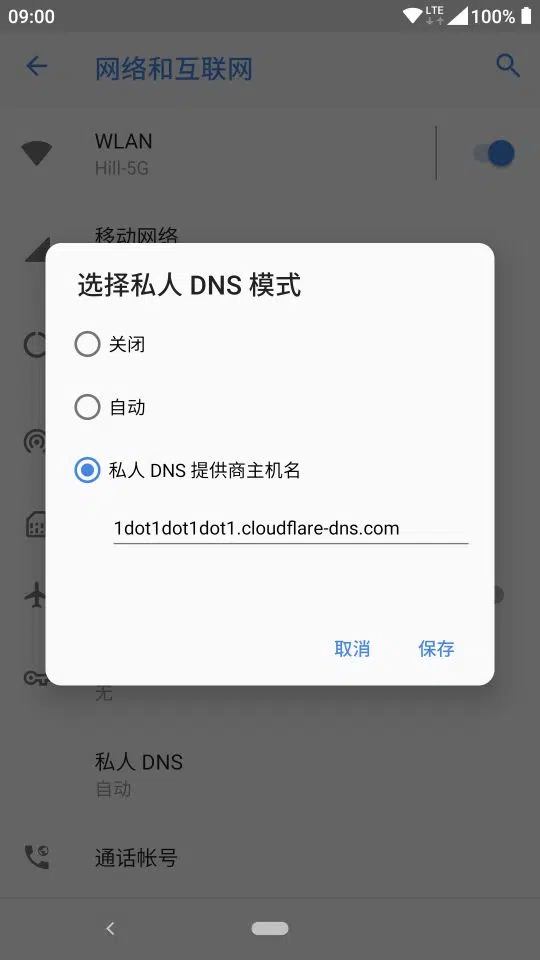 09:00
LTE
100%
网络和互联网
WLAN
Hill-5G
移动网络
选择私人 DNS 模式
关闭
自动
私人 DNS 提供商主机名
1dot1dot1dot1.cloudflare-dns.com
取消
保存
无
私人 DNS
自动
通话帐号